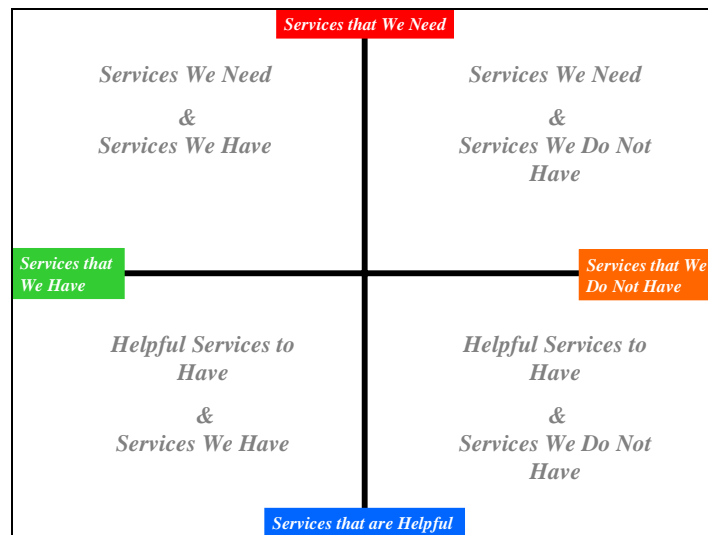 Services that We Need
Services We Need
&
Services We Have
Services We Need
&
Services We Do Not
Have
Services that
We Have
Services that We
Do Not Have
Helpful Services to
Have
&
Services We Have
Helpful Services to
Have
&
Services We Do Not
Have
Services that are Helpful